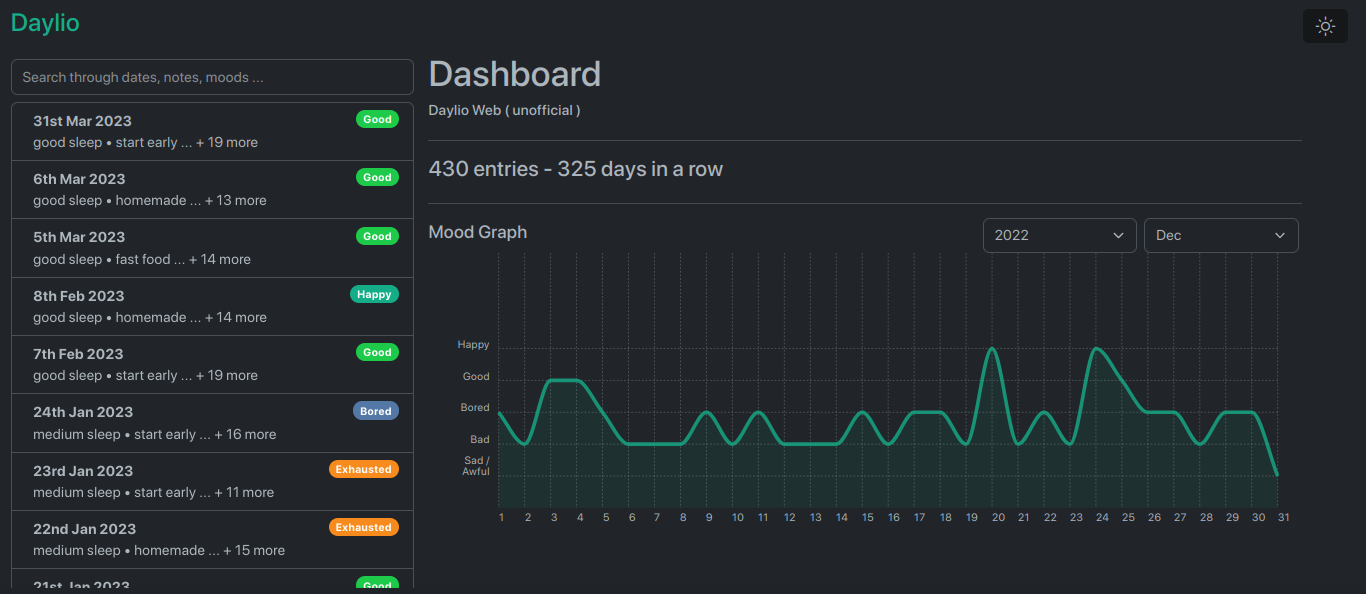 Daylio
Search through dates, notes, moods ...
31st Mar 2023
Good
good sleep • start early ... + 19 more
6th Mar 2023
Good
good sleep • homemade ... + 13 more
5th Mar 2023
Good
good sleep • fast food ... + 14 more
8th Feb 2023
Happy
good sleep • homemade ... + 14 more
7th Feb 2023
Good
good sleep • start early ... + 19 more
24th Jan 2023
Bored
medium sleep • start early ... + 16 more
23rd Jan 2023
Exhausted
medium sleep • start early ... + 11 more
22nd Jan 2023
Exhausted
medium sleep • homemade ... + 15 more
21st Jan 2023
Good
Dashboard
Daylio Web ( unofficial )
430 entries - 325 days in a row
Mood Graph
2022
Dec
Happy
Good
Bored
Bad
Sad /
Awful
1 2 3 4 5 6 7 8 9 10 11 12 13 14 15 16 17 18 19 20 21 22 23 24 25 26 27 28 29 30 31